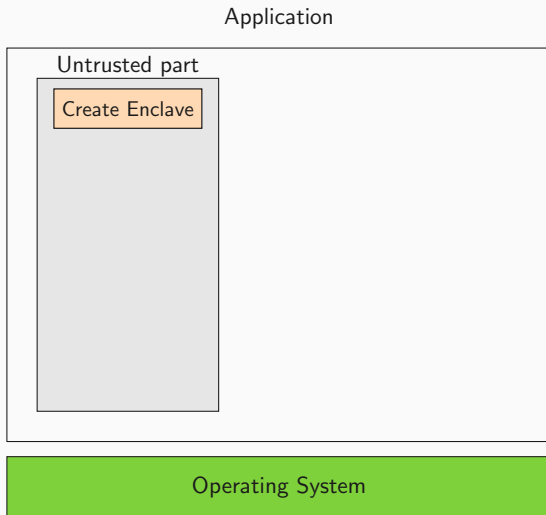 Application
Untrusted part
Create Enclave
Operating System